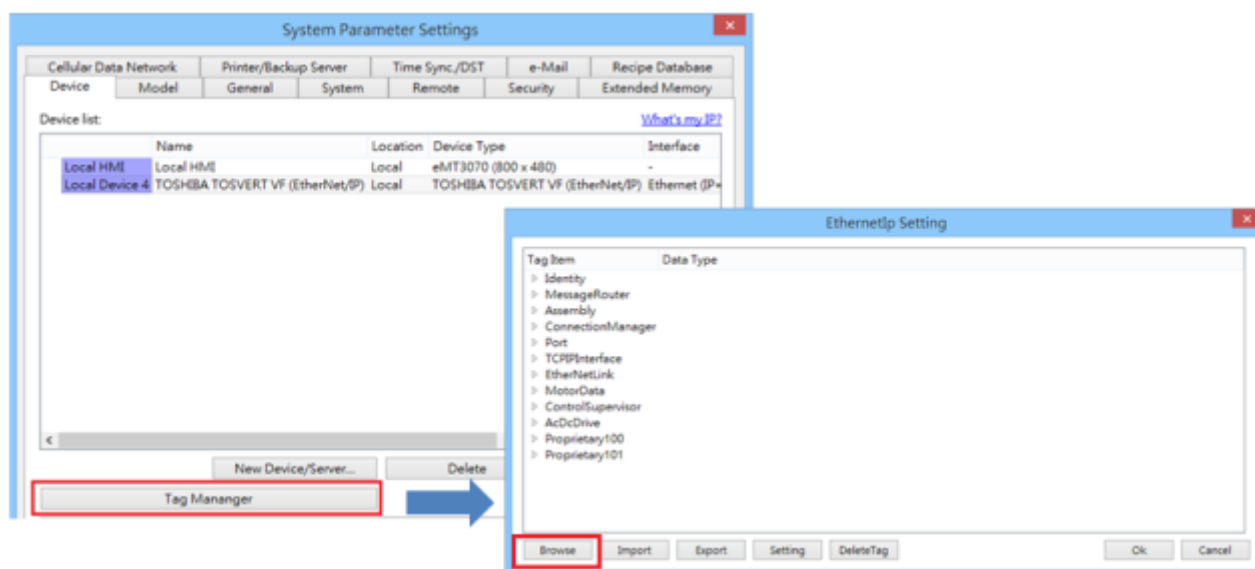 System Parameter Settings
Cellular Data Network Printer/Backup Server Time Sync./DST e-Mail Recipe Database
Device Model General System Remote Security Extended Memory
Device list: What's my IP?
Name Location Device Type Interface
Local HMI Local HMI Local eMT3070 (800 x 480) -
Local Device 4 TOSHIBA TOSVERT VF (EtherNet/IP) Local TOSHIBA TOSVERT VF (EtherNet/IP) Ethernet (IP=
New Device/Server... Delete
Tag Mananger
EthernetIp Setting
Tag Item Data Type
Identity
MessageRouter
Assembly
ConnectionManager
Port
TCPIPInterface
EtherNetLink
MotorData
ControlSupervisor
AcDcDrive
Proprietary100
Proprietary101
Browse Import Export Setting DeleteTag Ok Cancel